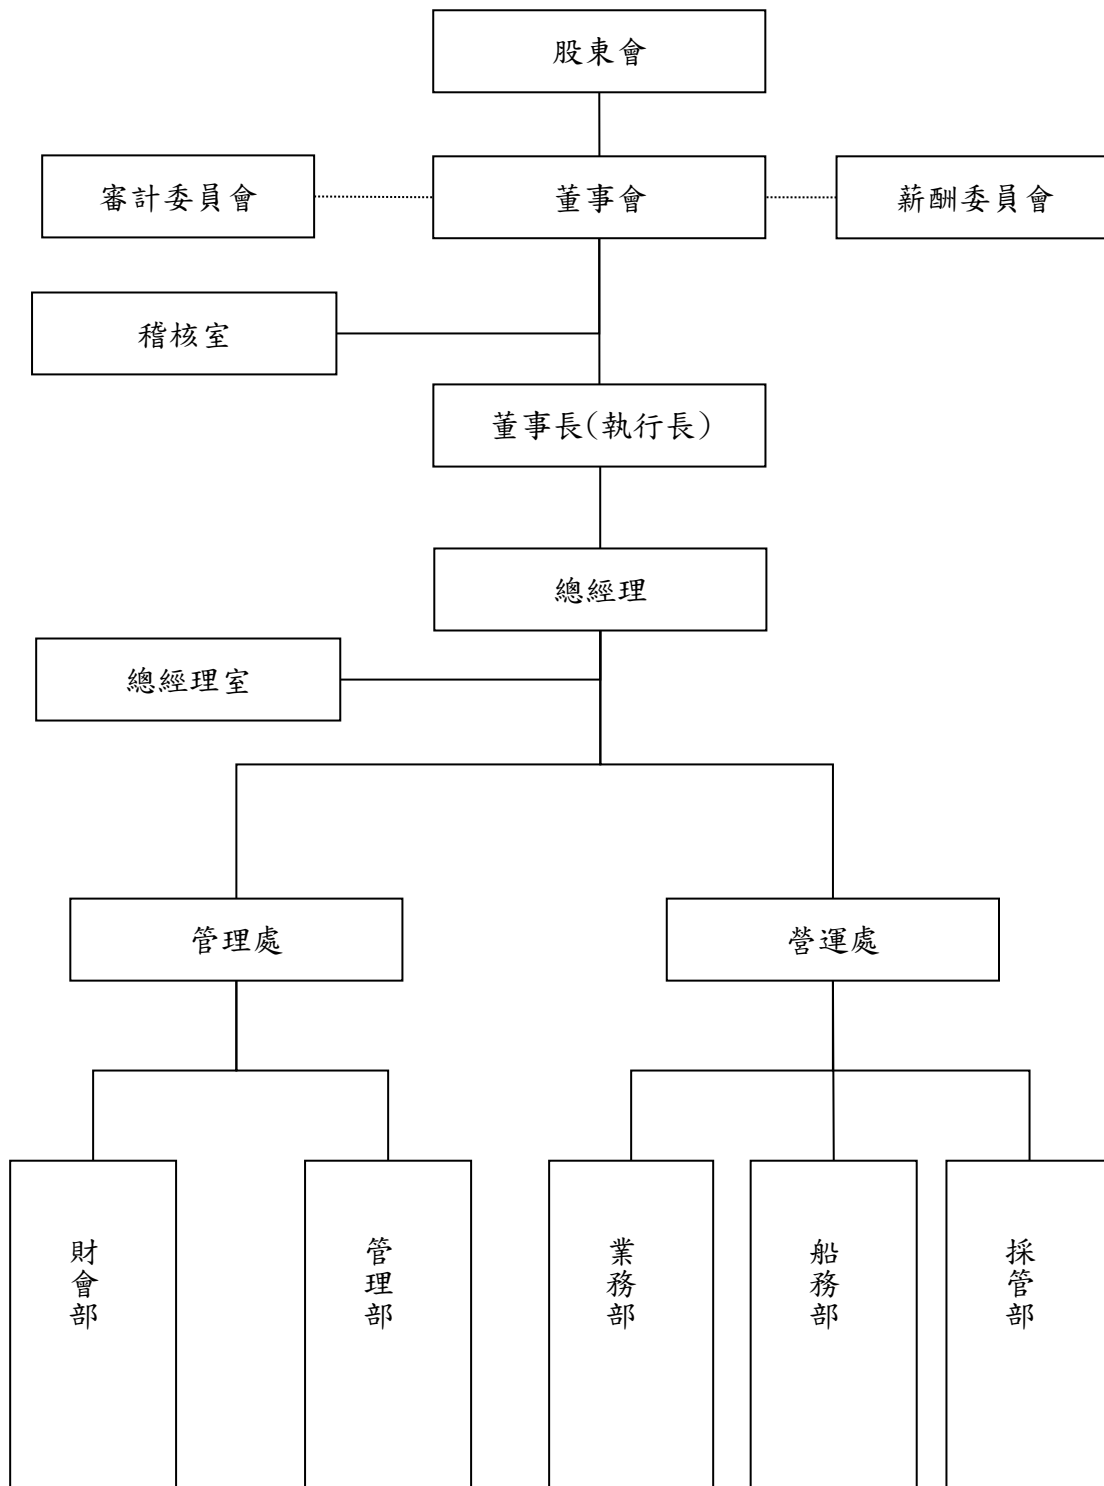 股東會
審計委員會
董事會
薪酬委員會
稽核室
董事長(執行長)
總經理
總經理室
管理處
營運處
財會部
管理部
業務部
船務部
採管部